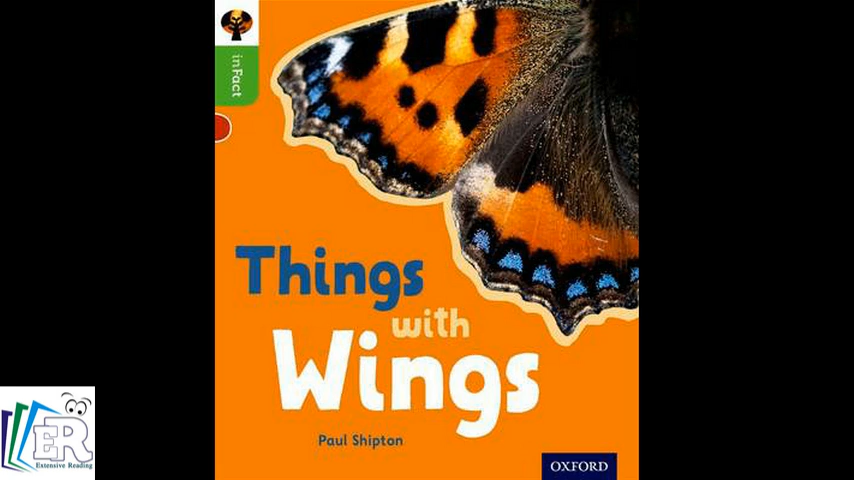 inFact
Things
with
Wings
Paul Shipton
OXFORD
ER
Extensive Reading